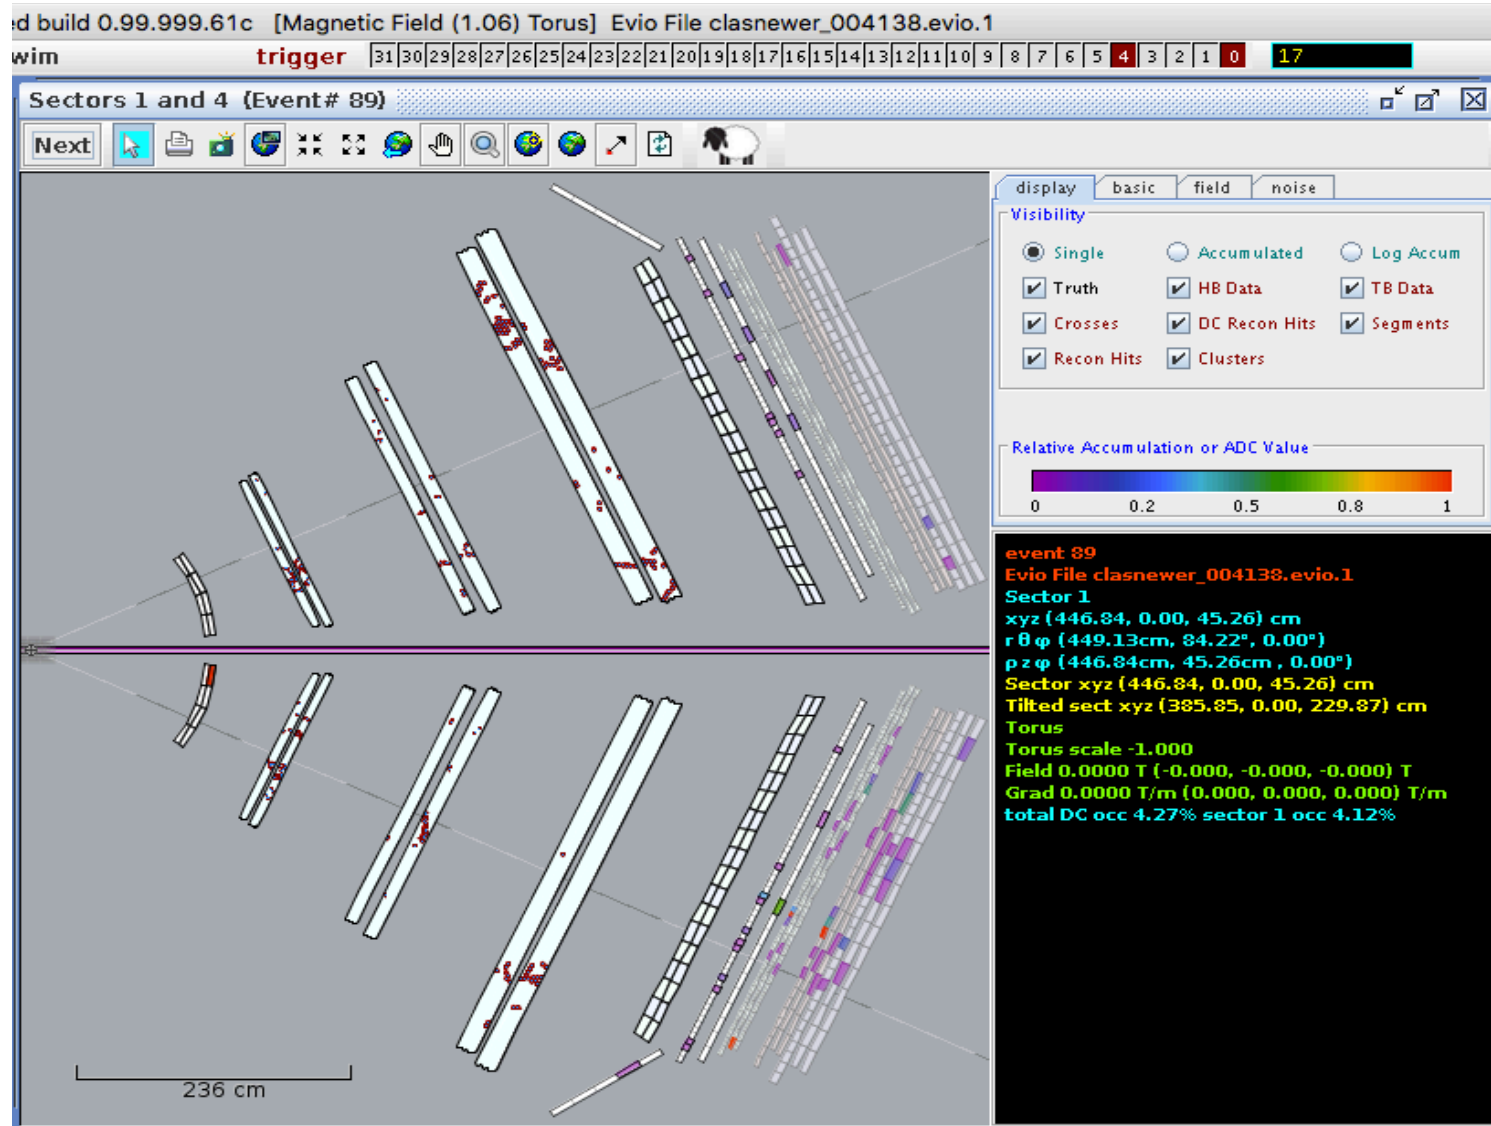 ed build 0.99.999.61c [Magnetic Field (1.06) Torus] Evio File clasnewer_004138.evio.1
wim trigger 31 30 29 28 27 26 25 24 23 22 21 20 19 18 17 16 15 14 13 12 11 10 9 8 7 6 5 4 3 2 1 0 17
Sectors 1 and 4 (Event# 89)
Next
display basic field noise
Visibility
Single Accumulated Log Accum
Truth HB Data TB Data
Crosses DC Recon Hits Segments
Recon Hits Clusters
Relative Accumulation or ADC Value
0 0.2 0.5 0.8 1
event 89
Evio File clasnewer_004138.evio.1
Sector 1
xyz (446.84, 0.00, 45.26) cm
r θ φ (449.13cm, 84.22°, 0.00°)
ρ z φ (446.84cm, 45.26cm , 0.00°)
Sector xyz (446.84, 0.00, 45.26) cm
Tilted sect xyz (385.85, 0.00, 229.87) cm
Torus
Torus scale -1.000
Field 0.0000 T (-0.000, -0.000, -0.000) T
Grad 0.0000 T/m (0.000, 0.000, 0.000) T/m
total DC occ 4.27% sector 1 occ 4.12%
236 cm